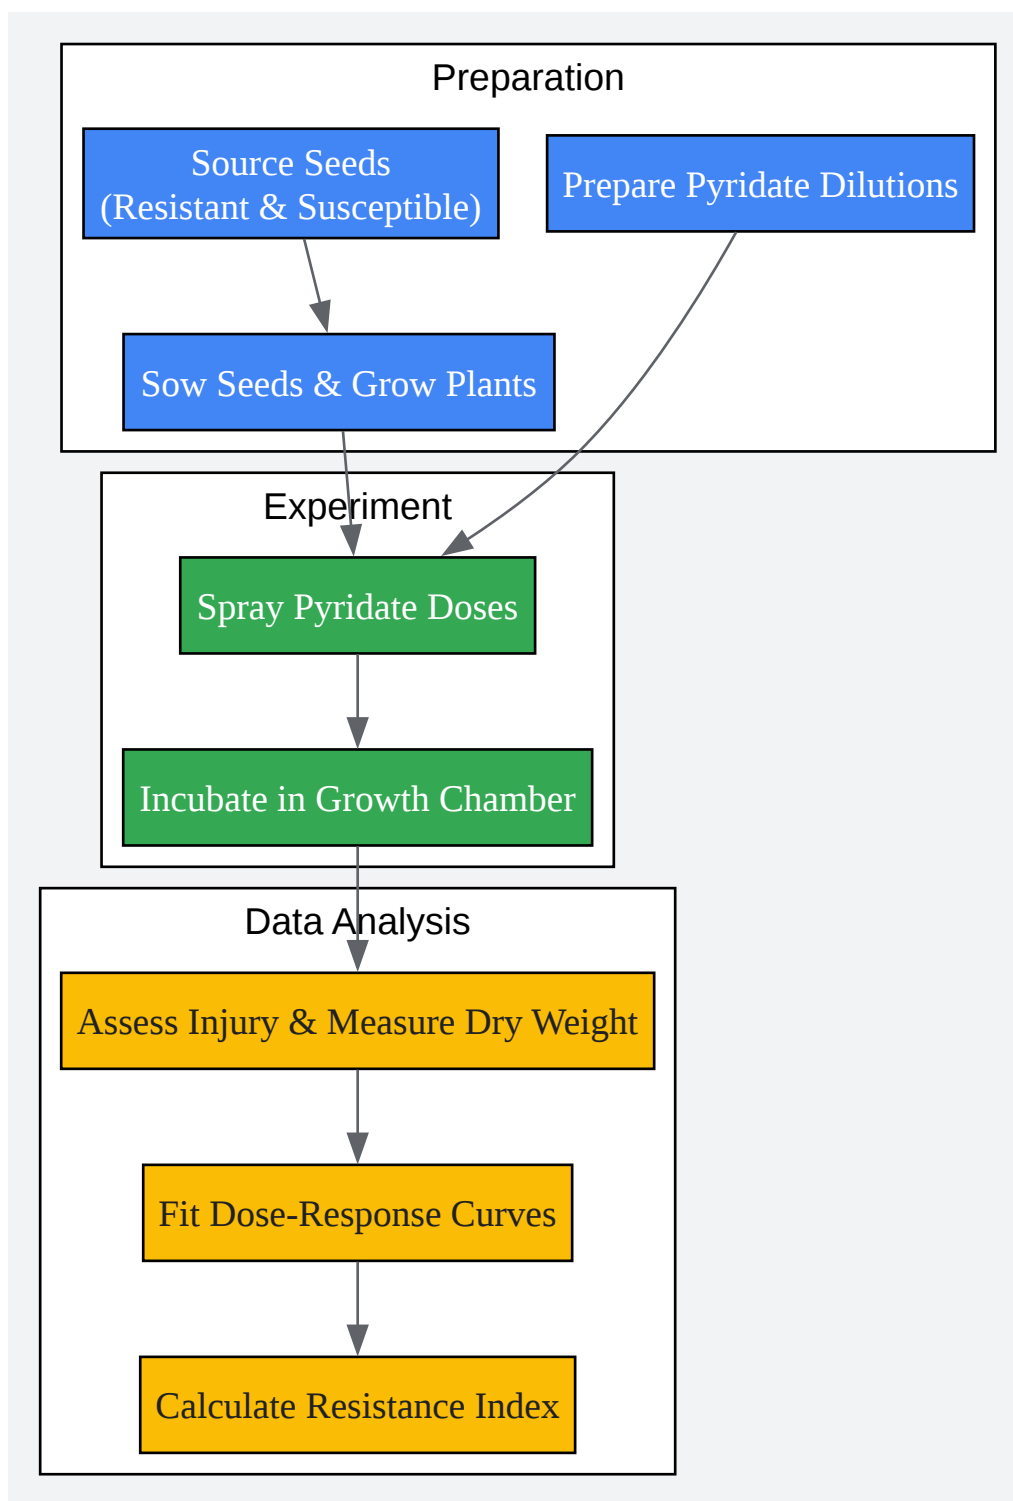 Preparation
Source Seeds
(Resistant & Susceptible)
Prepare Pyridate Dilutions
Sow Seeds & Grow Plants
Experiment
Spray Pyridate Doses
Incubate in Growth Chamber
Data Analysis
Assess Injury & Measure Dry Weight
Fit Dose-Response Curves
Calculate Resistance Index